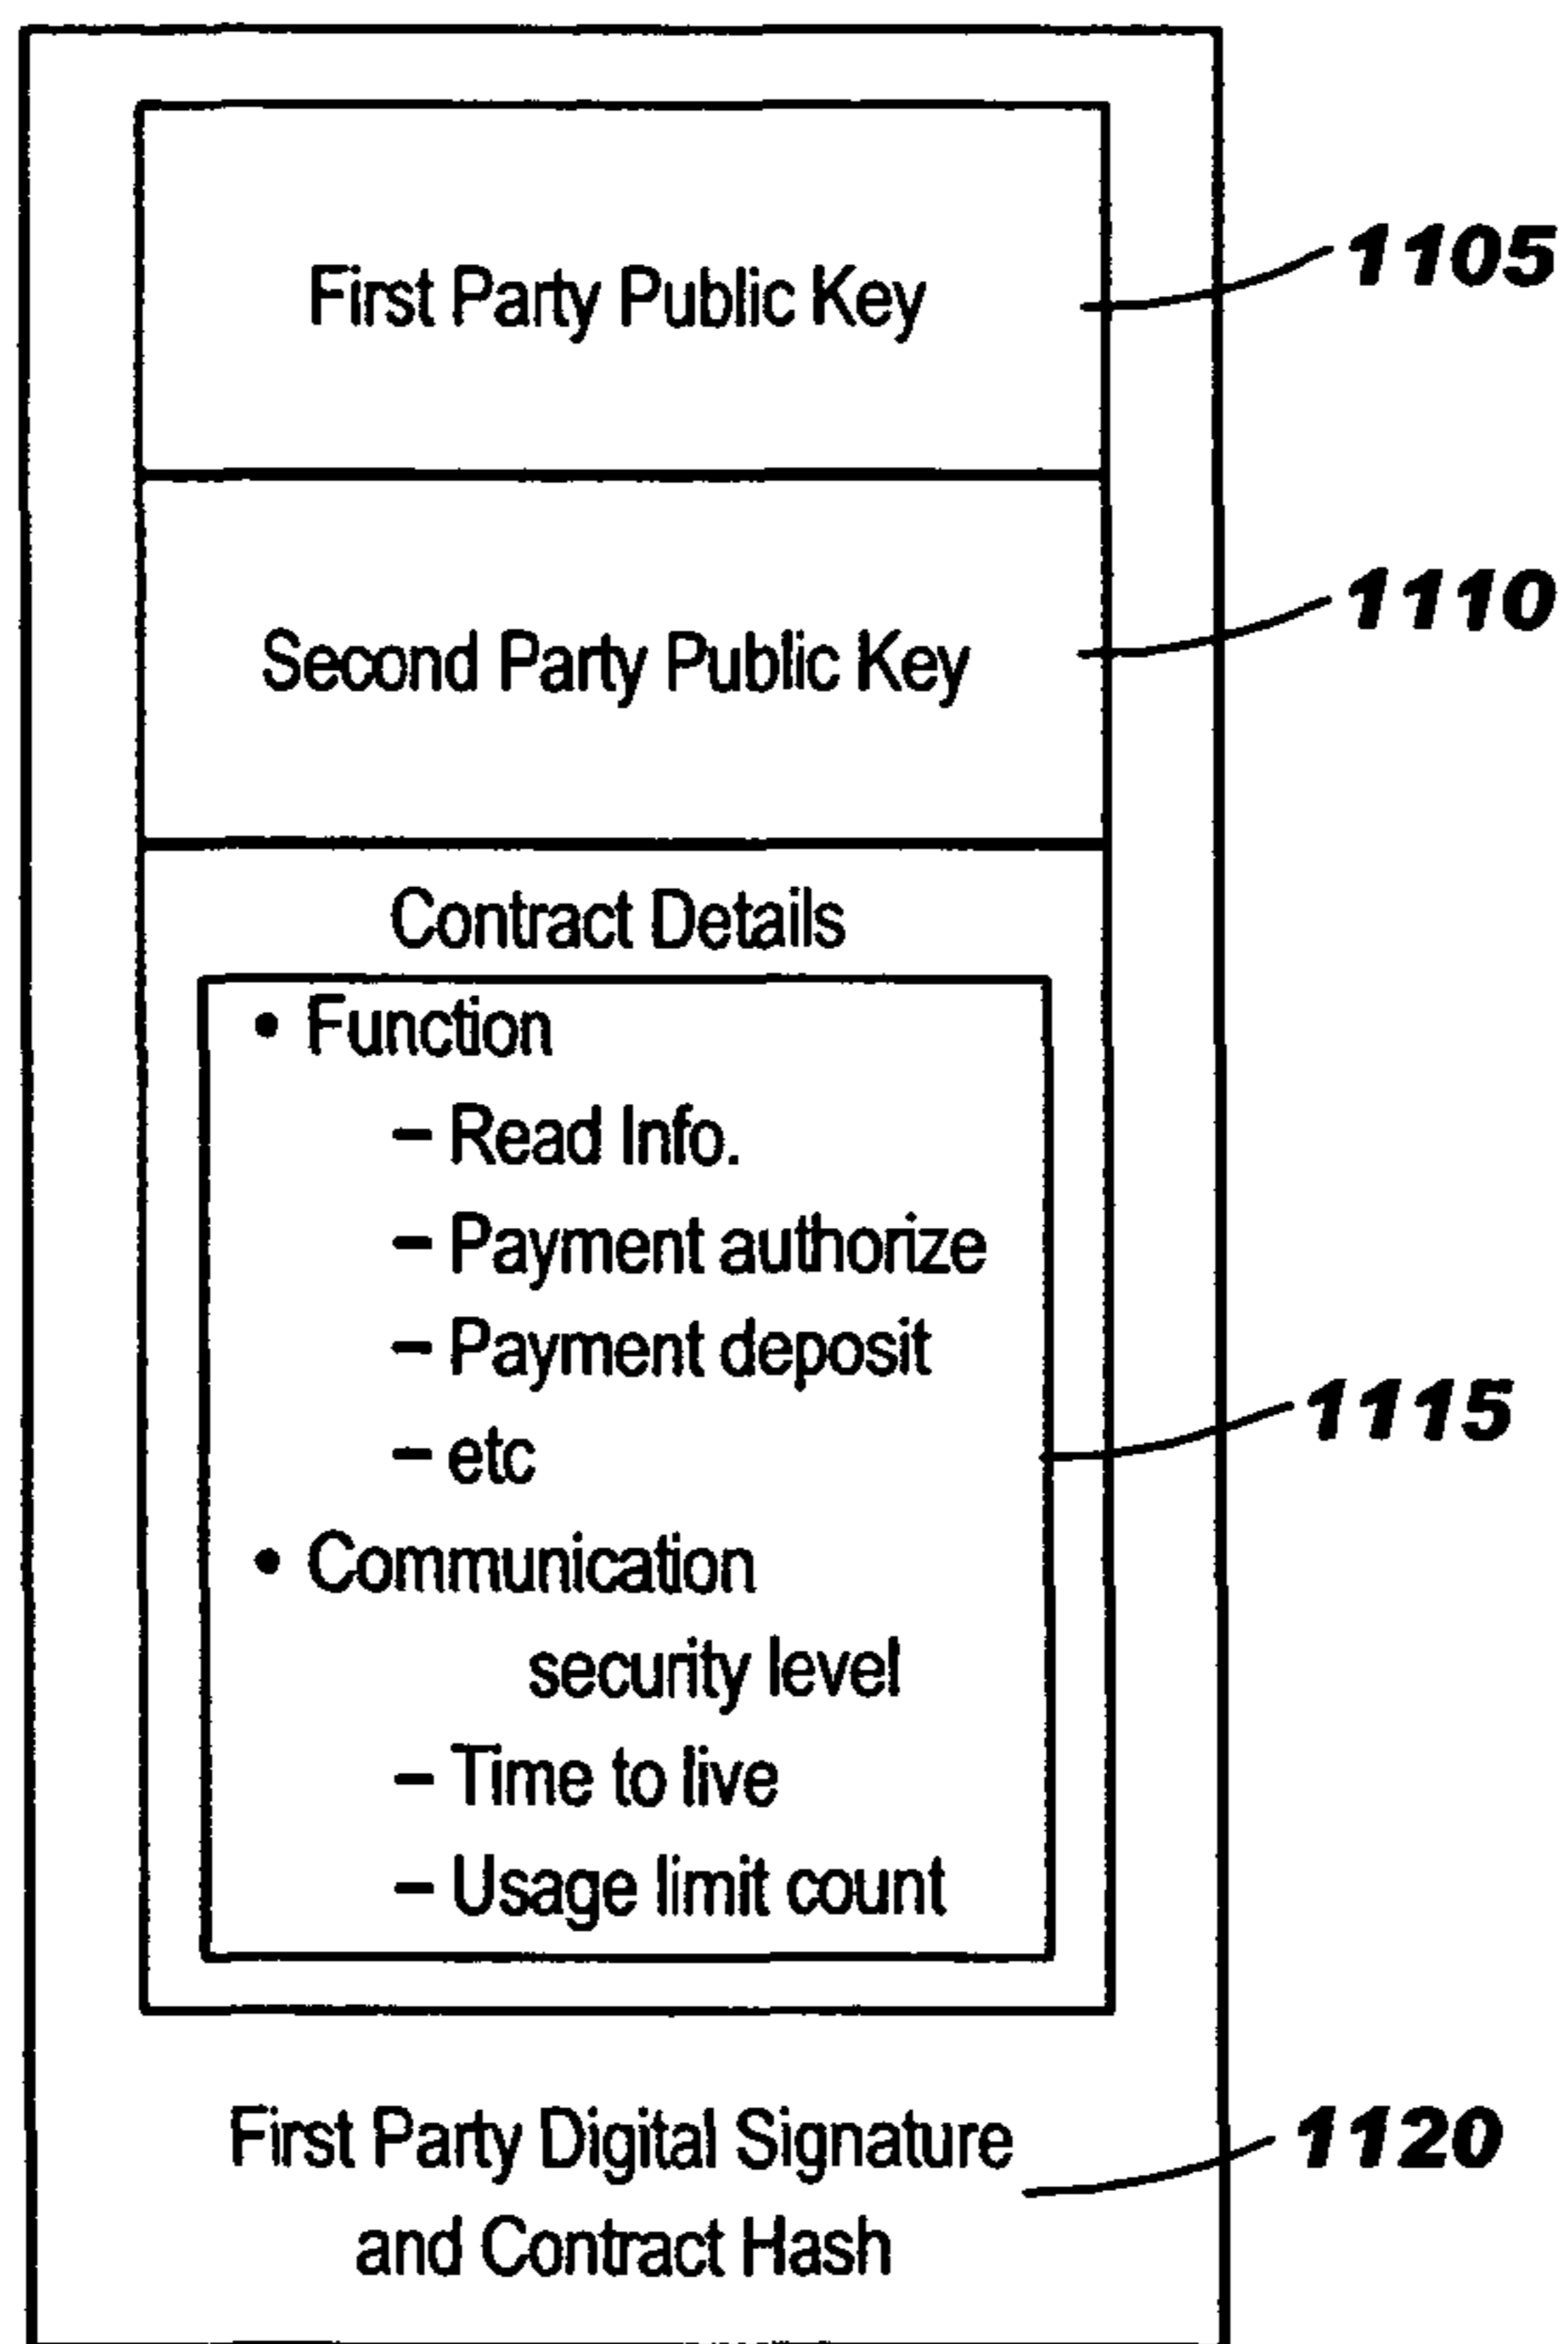 First Party Public Key
1105
Second Party Public Key
1110
Contract Details
• Function
– Read Info.
– Payment authorize
– Payment deposit
– etc
1115
• Communication
security level
– Time to live
– Usage limit count
First Party Digital Signature
1120
and Contract Hash